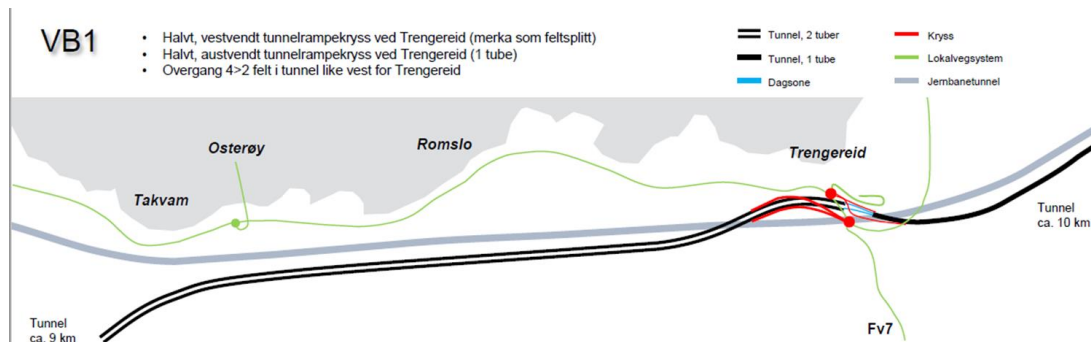 VB1
• Halvt, vestvendt tunnelrampekryss ved Trengereid (merka som feltsplitt)
• Halvt, austvendt tunnelrampekryss ved Trengereid (1 tube)
• Overgang 4>2 felt i tunnel like vest for Trengereid
Tunnel, 2 tuber
Tunnel, 1 tube
Dagsone
Kryss
Lokalvegsystem
Jernbanetunnel
Osterøy
Romslo
Trengereid
Takvam
Tunnel
ca. 10 km
Tunnel
ca. 9 km
Fv7